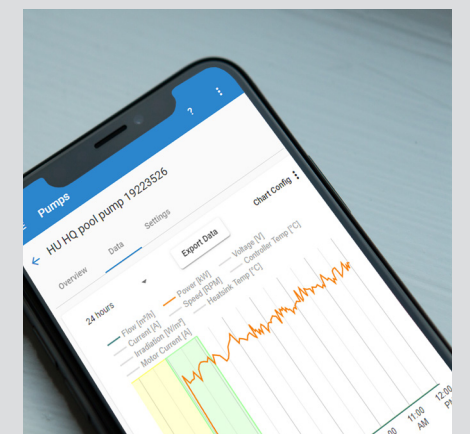 Pumps ?
HU HQ pool pump 19223526
Overview Data Settings
24 hours Export Data Chart Config
Flow [m³/h] Power [kW] Voltage [V]
Current [A] Speed [RPM] Controller Temp [°C]
Irradiation [W/m²] Heatsink Temp [°C]
Motor Current [A]
11:00 AM
12:00